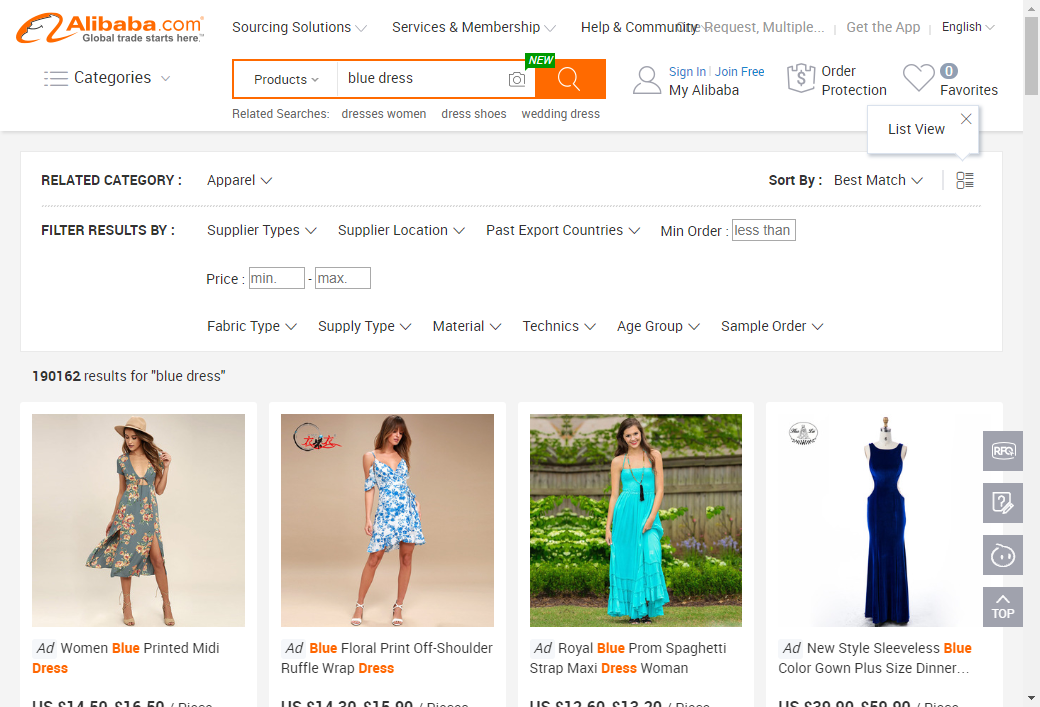 Alibaba.com
Global trade starts here.™
Sourcing Solutions
Services & Membership
Help & Community
One Request, Multiple...
Get the App
English
Categories
Products
blue dress
NEW
Sign In
Join Free
My Alibaba
Order
Protection
0
Favorites
Related Searches:
dresses women
dress shoes
wedding dress
List View
RELATED CATEGORY :
Apparel
Sort By :
Best Match
FILTER RESULTS BY :
Supplier Types
Supplier Location
Past Export Countries
Min Order :
less than
Price :
min.
-
max.
Fabric Type
Supply Type
Material
Technics
Age Group
Sample Order
190162 results for "blue dress"
RFQ
TOP
Ad Women Blue Printed Midi
Dress
Ad Blue Floral Print Off-Shoulder
Ruffle Wrap Dress
Ad Royal Blue Prom Spaghetti
Strap Maxi Dress Woman
Ad New Style Sleeveless Blue
Color Gown Plus Size Dinner...
US $14.50-$16.50 / Piece
US $14.30-$15.90 / Pieces
US $12.60-$13.20 / Piece
US $39.90-$59.90 / Piece